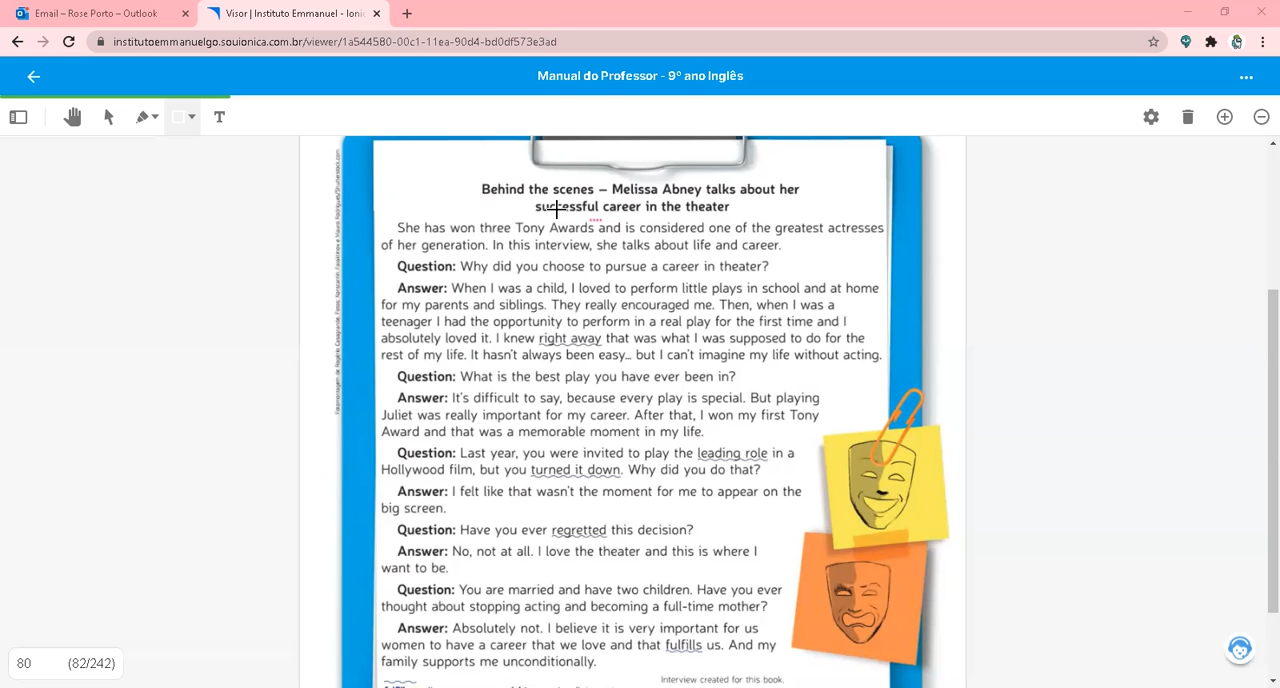 Email – Rose Porto – Outlook
Visor | Instituto Emmanuel - Ionic
institutoemmanuelgo.souionica.com.br/viewer/1a544580-00c1-11ea-90d4-bd0df573e3ad
Manual do Professor - 9º ano Inglês
T
Behind the scenes – Melissa Abney talks about her
successful career in the theater
She has won three Tony Awards and is considered one of the greatest actresses
of her generation. In this interview, she talks about life and career.
Question: Why did you choose to pursue a career in theater?
Answer: When I was a child, I loved to perform little plays in school and at home
for my parents and siblings. They really encouraged me. Then, when I was a
teenager I had the opportunity to perform in a real play for the first time and I
absolutely loved it. I knew right away that was what I was supposed to do for the
rest of my life. It hasn't always been easy... but I can't imagine my life without acting.
Question: What is the best play you have ever been in?
Answer: It's difficult to say, because every play is special. But playing
Juliet was really important for my career. After that, I won my first Tony
Award and that was a memorable moment in my life.
Question: Last year, you were invited to play the leading role in a
Hollywood film, but you turned it down. Why did you do that?
Answer: I felt like that wasn't the moment for me to appear on the
big screen.
Question: Have you ever regretted this decision?
Answer: No, not at all. I love the theater and this is where I
want to be.
Question: You are married and have two children. Have you ever
thought about stopping acting and becoming a full-time mother?
Answer: Absolutely not. I believe it is very important for us
women to have a career that we love and that fulfills us. And my
family supports me unconditionally.
Interview created for this book.
80 (82/242)